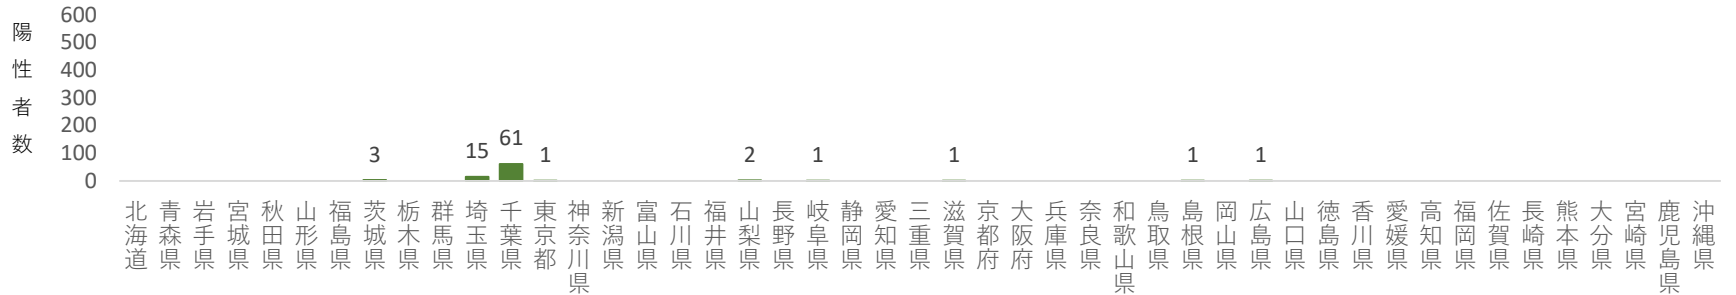 陽性者数
600
500
400
300
200
100
0
3
15
61
1
2
1
1
1
1
北海道
青森県
岩手県
宮城県
秋田県
山形県
福島県
茨城県
栃木県
群馬県
埼玉県
千葉県
東京都
神奈川県
新潟県
富山県
石川県
福井県
山梨県
長野県
岐阜県
静岡県
愛知県
三重県
滋賀県
京都府
大阪府
兵庫県
奈良県
和歌山県
鳥取県
島根県
岡山県
広島県
山口県
徳島県
香川県
愛媛県
高知県
福岡県
佐賀県
長崎県
熊本県
大分県
宮崎県
鹿児島県
沖縄県